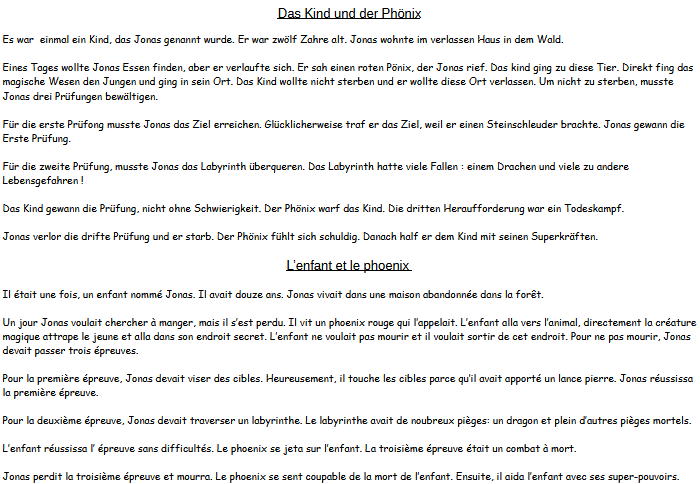 Das Kind und der Phönix
Es war einmal ein Kind, das Jonas genannt wurde. Er war zwölf Zahre alt. Jonas wohnte im verlassen Haus in dem Wald.
Eines Tages wollte Jonas Essen finden, aber er verlaufte sich. Er sah einen roten Pönix, der Jonas rief. Das kind ging zu diese Tier. Direkt fing das
magische Wesen den Jungen und ging in sein Ort. Das Kind wollte nicht sterben und er wollte diese Ort verlassen. Um nicht zu sterben, musste
Jonas drei Prüfungen bewältigen.
Für die erste Prüfong musste Jonas das Ziel erreichen. Glücklicherweise traf er das Ziel, weil er einen Steinschleuder brachte. Jonas gewann die
Erste Prüfung.
Für die zweite Prüfung, musste Jonas das Labyrinth überqueren. Das Labyrinth hatte viele Fallen : einem Drachen und viele zu andere
Lebensgefahren !
Das Kind gewann die Prüfung, nicht ohne Schwierigkeit. Der Phönix warf das Kind. Die dritten Heraufforderung war ein Todeskampf.
Jonas verlor die drifte Prüfung und er starb. Der Phönix fühlt sich schuldig. Danach half er dem Kind mit seinen Superkräften.
L'enfant et le phoenix
Il était une fois, un enfant nommé Jonas. Il avait douze ans. Jonas vivait dans une maison abandonnée dans la forêt.
Un jour Jonas voulait chercher à manger, mais il s'est perdu. Il vit un phoenix rouge qui l'appelait. L'enfant alla vers l'animal, directement la créature
magique attrape le jeune et alla dans son endroit secret. L'enfant ne voulait pas mourir et il voulait sortir de cet endroit. Pour ne pas mourir, Jonas
devait passer trois épreuves.
Pour la première épreuve, Jonas devait viser des cibles. Heureusement, il touche les cibles parce qu'il avait apporté un lance pierre. Jonas réussissa
la première épreuve.
Pour la deuxième épreuve, Jonas devait traverser un labyrinthe. Le labyrinthe avait de noubreux pièges: un dragon et plein d'autres pièges mortels.
L'enfant réussissa l' épreuve sans difficultés. Le phoenix se jeta sur l'enfant. La troisième épreuve était un combat à mort.
Jonas perdit la troisième épreuve et mourra. Le phoenix se sent coupable de la mort de l'enfant. Ensuite, il aida l'enfant avec ses super-pouvoirs.